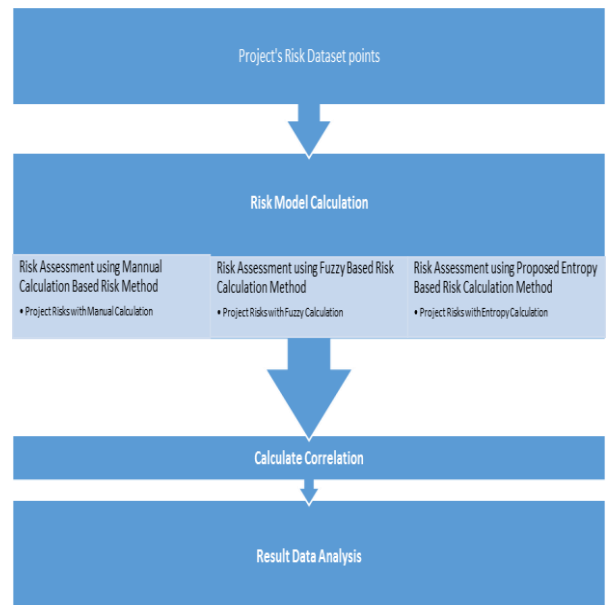 Project's Risk Dataset points
Risk Model Calculation
Risk Assessment using Mannual
Calculation Based Risk Method
• Project Risks with Manual Calculation
Risk Assessment using Fuzzy Based Risk
Calculation Method
• Project Risks with Fuzzy Calculation
Risk Assessment using Proposed Entropy
Based Risk Calculation Method
• Project Risks with Entropy Calculation
Calculate Correlation
Result Data Analysis